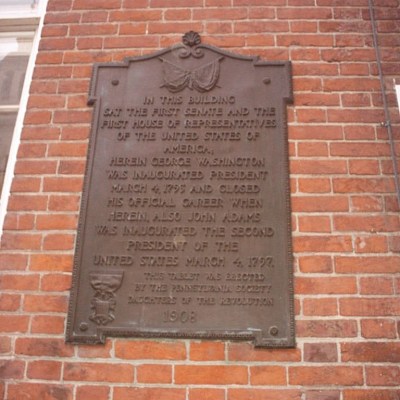 IN THIS BUILDING
SAT THE FIRST SENATE AND THE
FIRST HOUSE OF REPRESENTATIVES
OF THE UNITED STATES OF
AMERICA,
HEREIN GEORGE WASHINGTON
WAS INAUGURATED PRESIDENT
MARCH 4, 1793 AND CLOSED
HIS OFFICIAL CAREER WHEN
HEREIN, ALSO JOHN ADAMS
WAS INAUGURATED THE SECOND
PRESIDENT OF THE
UNITED STATES MARCH 4, 1797.
THIS TABLET WAS ERECTED
BY THE PENNSYLVANIA SOCIETY
DAUGHTERS OF THE REVOLUTION
1908